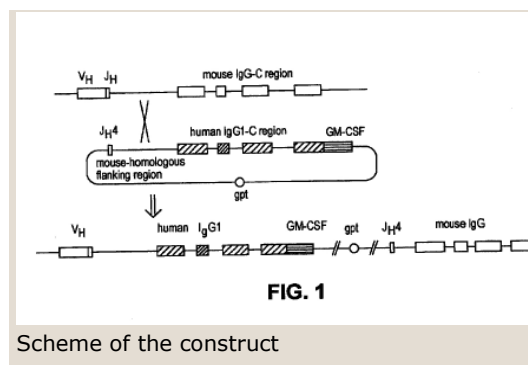 mouse IgG-C region
VH JH
JH4 human IgG1-C region GM-CSF
mouse-homologous
flanking region
gpt
VH human IgG1 GM-CSF gpt JH4 mouse IgG
FIG. 1
Scheme of the construct